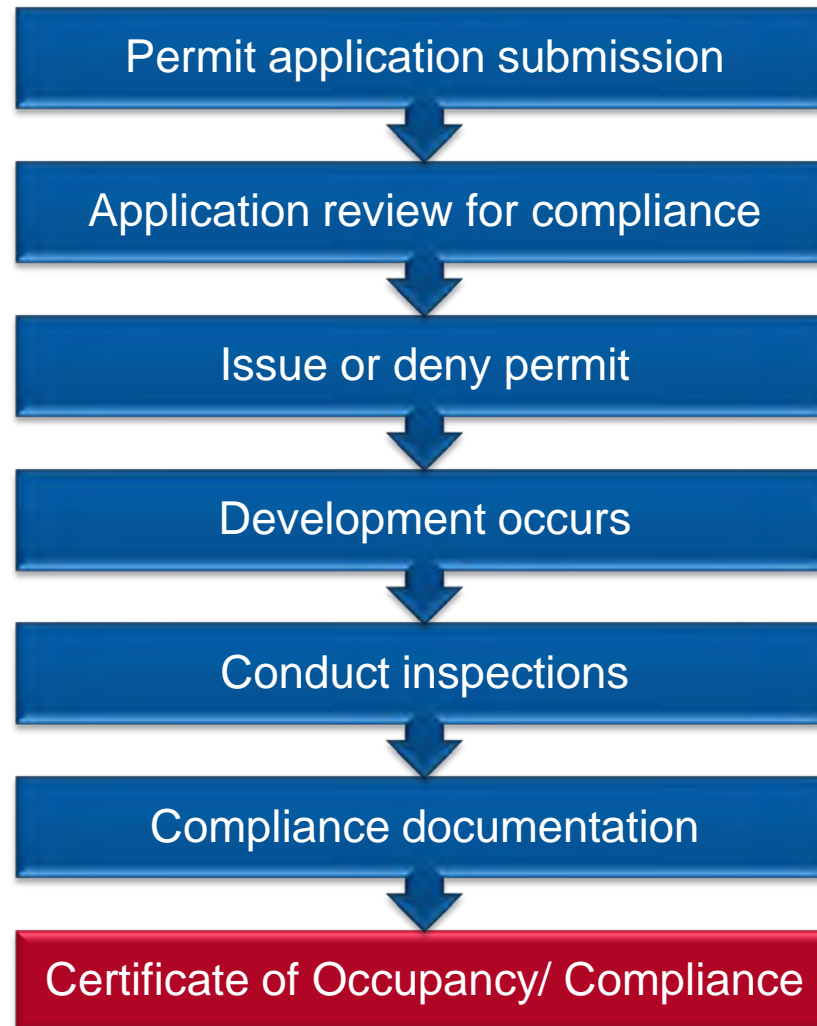 Permit application submission
Application review for compliance
Issue or deny permit
Development occurs
Conduct inspections
Compliance documentation
Certificate of Occupancy/ Compliance